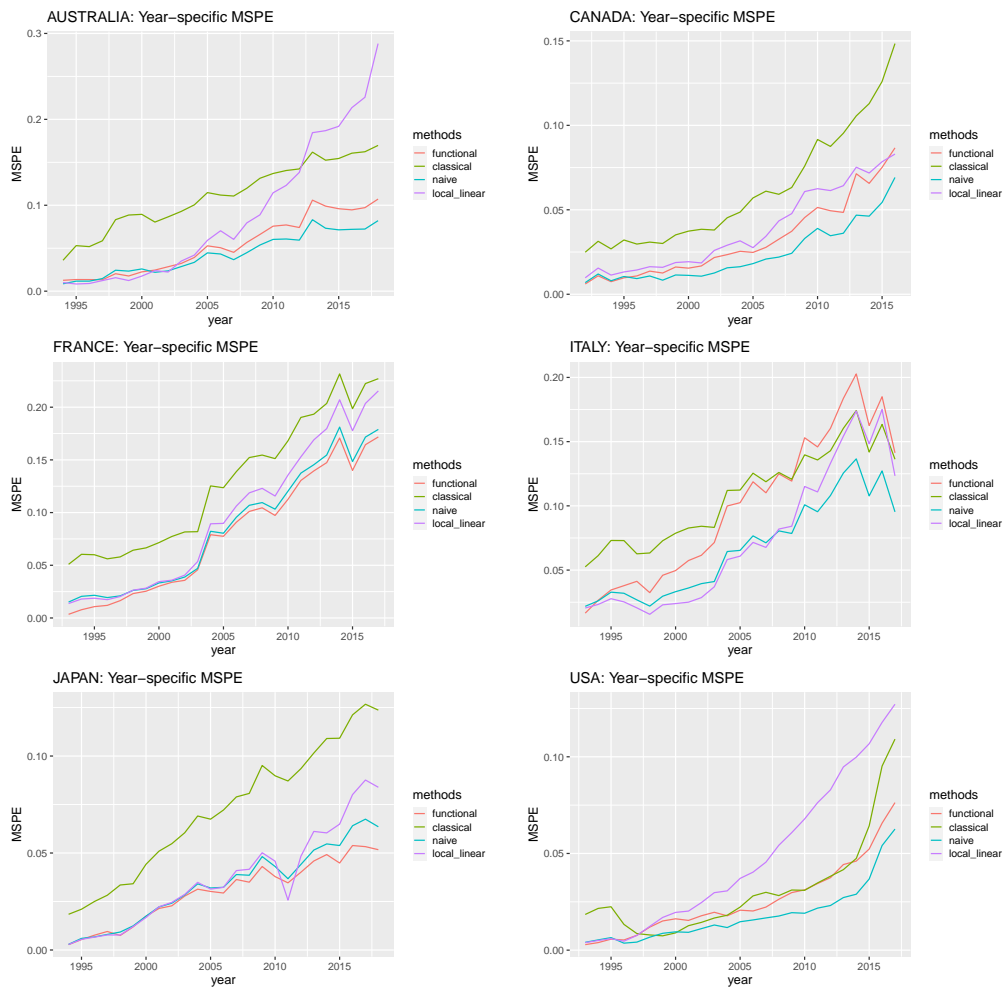 AUSTRALIA: Year−specific MSPE
0.3
0.2
0.1
0.0
MSPE
1995
2000
2005
2010
2015
year
methods
functional
classical
naive
local_linear
CANADA: Year−specific MSPE
0.15
0.10
0.05
0.00
MSPE
1995
2000
2005
2010
2015
year
methods
functional
classical
naive
local_linear
FRANCE: Year−specific MSPE
0.20
0.15
0.10
0.05
0.00
MSPE
1995
2000
2005
2010
2015
year
methods
functional
classical
naive
local_linear
ITALY: Year−specific MSPE
0.20
0.15
0.10
0.05
MSPE
1995
2000
2005
2010
2015
year
methods
functional
classical
naive
local_linear
JAPAN: Year−specific MSPE
0.10
0.05
0.00
MSPE
1995
2000
2005
2010
2015
year
methods
functional
classical
naive
local_linear
USA: Year−specific MSPE
0.10
0.05
0.00
MSPE
1995
2000
2005
2010
2015
year
methods
functional
classical
naive
local_linear